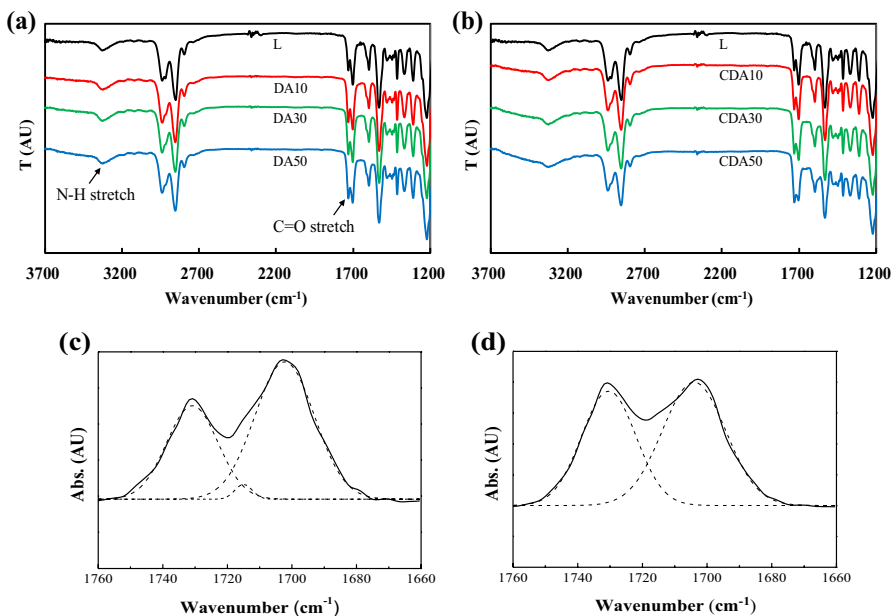 (a)
T (AU)
L
DA10
DA30
DA50
N-H stretch
C=O stretch
3700 3200 2700 2200 1700 1200
Wavenumber (cm-1)
(b)
T (AU)
L
CDA10
CDA30
CDA50
3700 3200 2700 2200 1700 1200
Wavenumber (cm-1)
(c)
Abs. (AU)
1760 1740 1720 1700 1680 1660
Wavenumber (cm-1)
(d)
Abs. (AU)
1760 1740 1720 1700 1680 1660
Wavenumber (cm-1)